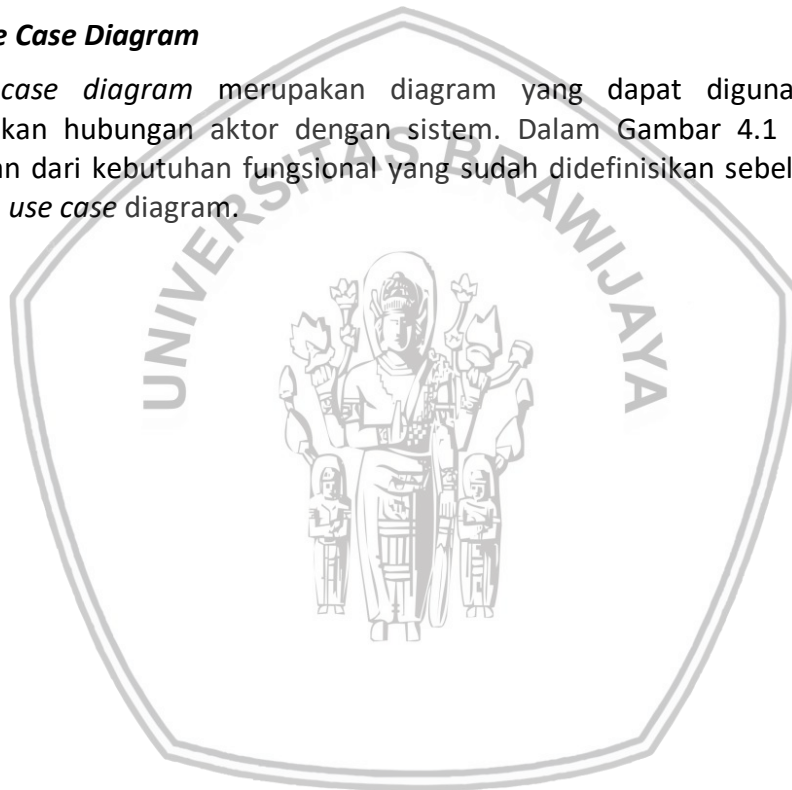 e Case Diagram
case diagram merupakan diagram yang dapat diguna
kan hubungan aktor dengan sistem. Dalam Gambar 4.1
an dari kebutuhan fungsional yang sudah didefinisikan sebel
use case diagram.
UNIVERSITAS BRAWIJAYA